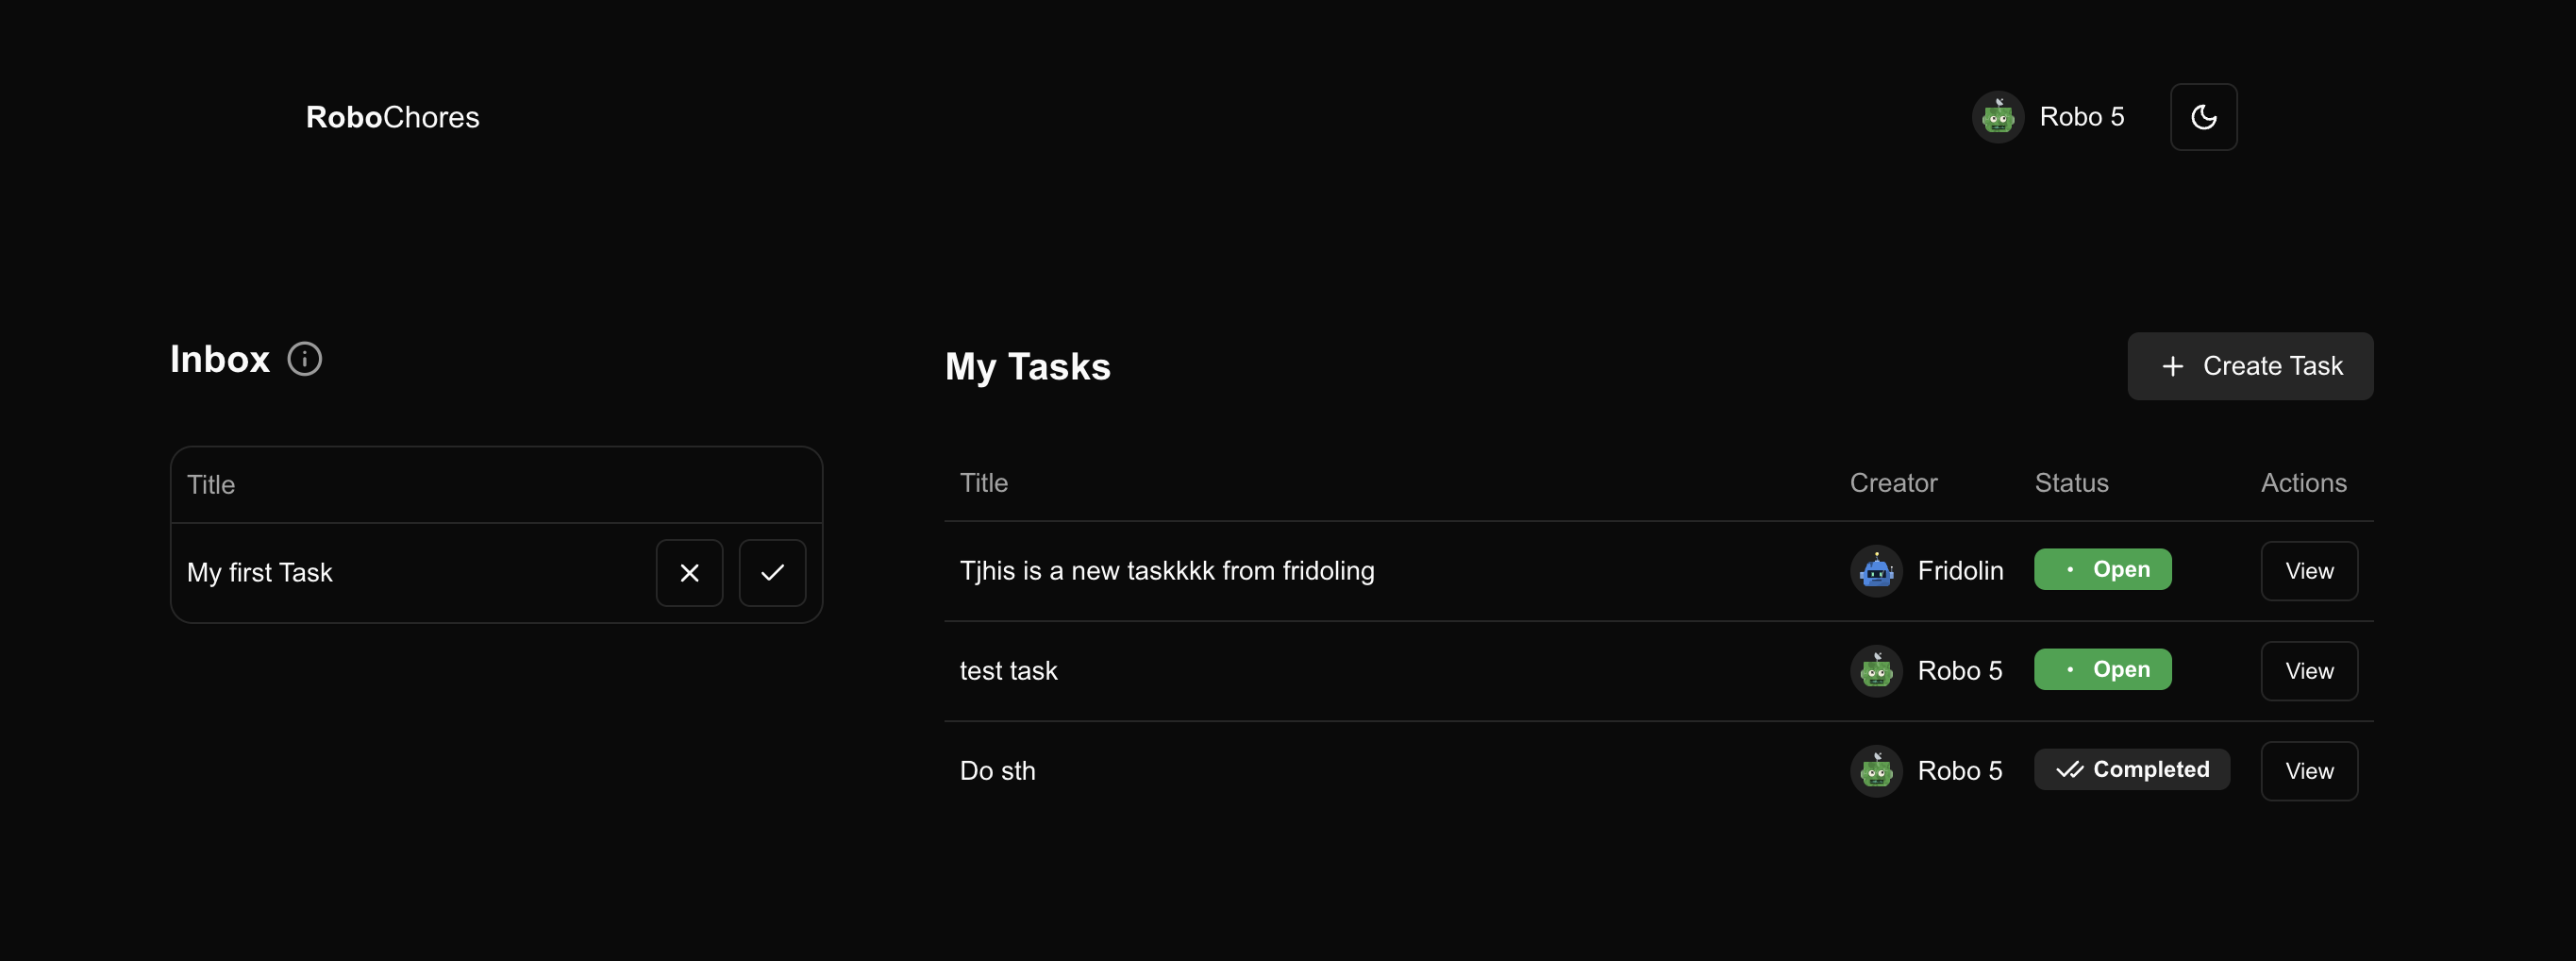 RoboChores
Robo 5
Inbox
Title
My first Task
My Tasks
Create Task
Title Creator Status Actions
Tjhis is a new taskkkk from fridoling Fridolin Open View
test task Robo 5 Open View
Do sth Robo 5 Completed View